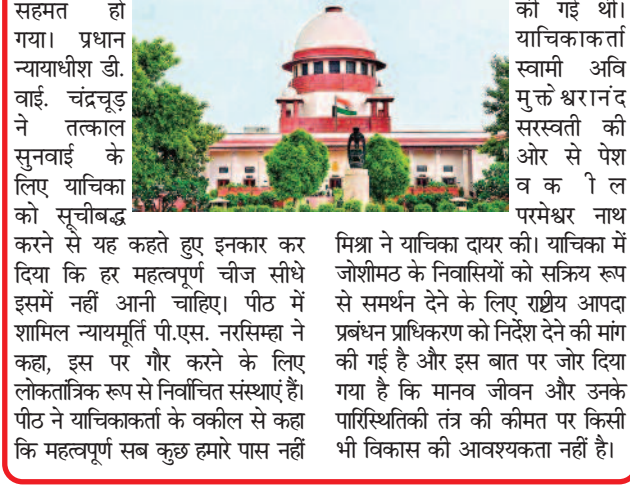 सहमत हो
गया। प्रधान
न्यायाधीश डी.
वाई. चंद्रचूड़
ने तत्काल
सुनवाई के
लिए याचिका
को सूचीबद्ध
करने से यह कहते हुए इनकार कर
दिया कि हर महत्वपूर्ण चीज सीधे
इसमें नहीं आनी चाहिए। पीठ में
शामिल न्यायमूर्ति पी.एस. नरसिम्हा ने
कहा, इस पर गौर करने के लिए
लोकतांत्रिक रूप से निर्वाचित संस्थाएं हैं।
पीठ ने याचिकाकर्ता के वकील से कहा
कि महत्वपूर्ण सब कुछ हमारे पास नहीं
की गई थी।
याचिकाकर्ता
स्वामी अवि
मुक्ते श्वरानंद
सरस्वती की
ओर से पेश
व क ी ल
परमेश्वर नाथ
मिश्रा ने याचिका दायर की। याचिका में
जोशीमठ के निवासियों को सक्रिय रूप
से समर्थन देने के लिए राष्ट्रीय आपदा
प्रबंधन प्राधिकरण को निर्देश देने की मांग
की गई है और इस बात पर जोर दिया
गया है कि मानव जीवन और उनके
पारिस्थितिकी तंत्र की कीमत पर किसी
भी विकास की आवश्यकता नहीं है।